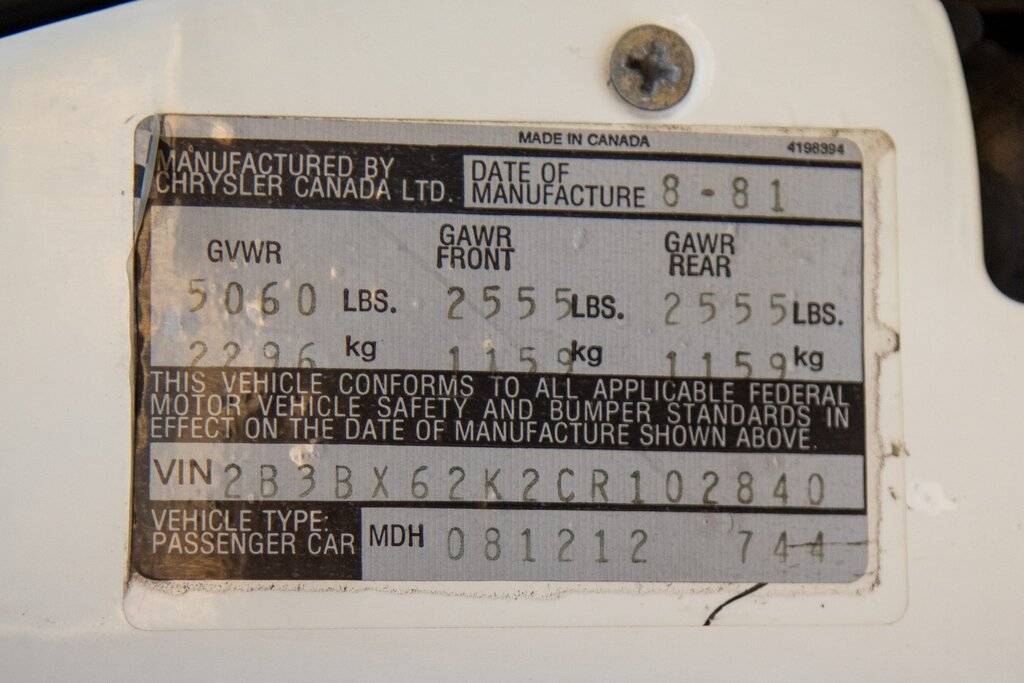 MADE IN CANADA 4198394
MANUFACTURED BY
CHRYSLER CANADA LTD.
DATE OF
MANUFACTURE 8-81
GVWR
GAWR
FRONT
GAWR
REAR
5060 LBS. 2555 LBS. 2555 LBS.
2296 kg 1159 kg 1159 kg
THIS VEHICLE CONFORMS TO ALL APPLICABLE FEDERAL
MOTOR VEHICLE SAFETY AND BUMPER STANDARDS IN
EFFECT ON THE DATE OF MANUFACTURE SHOWN ABOVE.
VIN 2B3BX62K2CR102840
VEHICLE TYPE:
PASSENGER CAR
MDH 081212 744